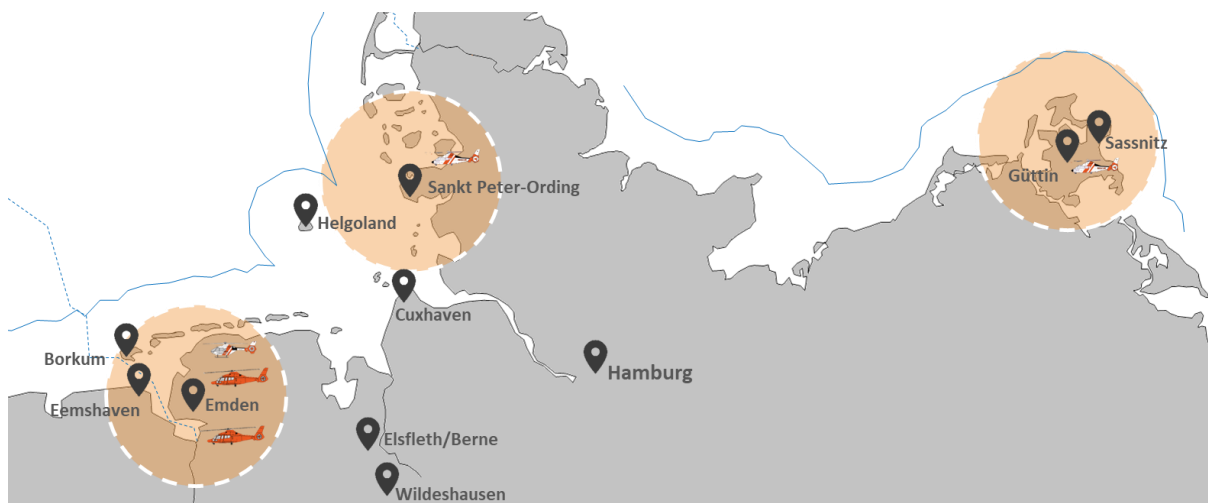 Sassnitz
Güttin
Sankt Peter-Ording
Helgoland
Cuxhaven
Borkum
Hamburg
Eemshaven
Emden
Elsfleth/Berne
Wildeshausen